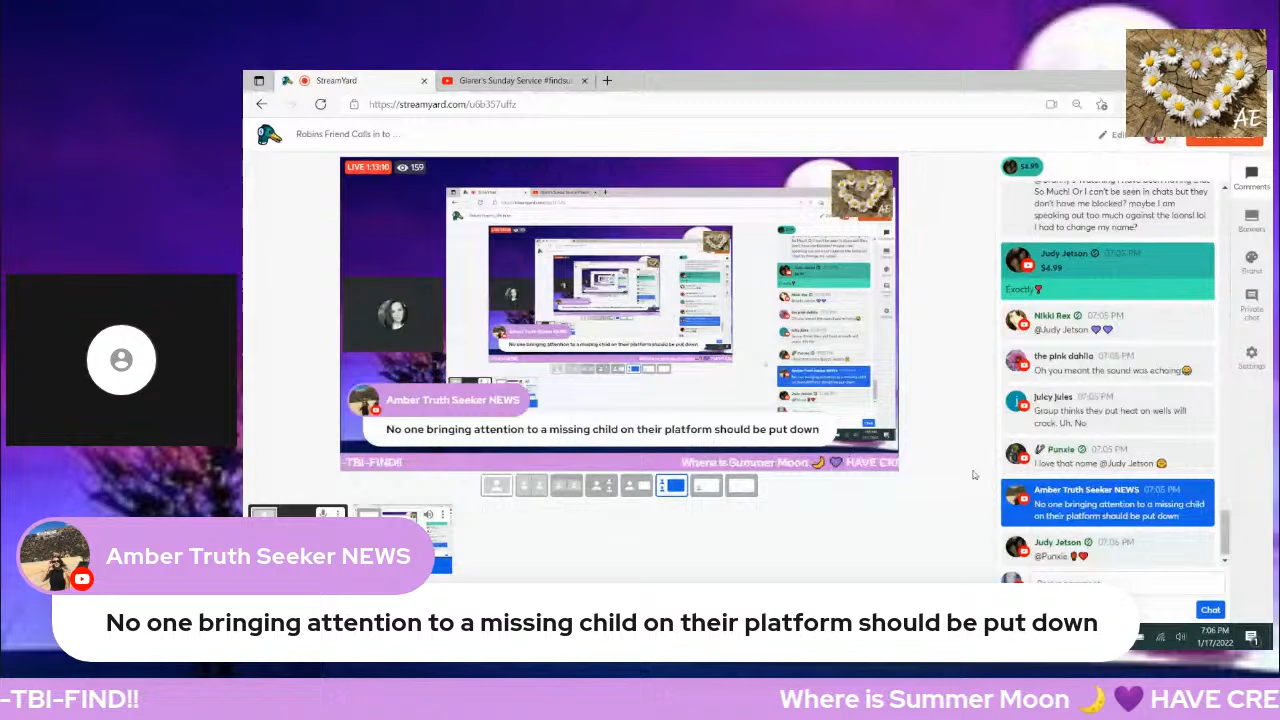 AE
StreamYard
Glarer's Sunday Service #findsu
https://streamyard.com/u6b357uffz
Robins Friend Calls in to ...
Edi
LIVE 1:13:10
159
$4.99
So Much! Or I can't be seen in chats but they
don't have me blocked? maybe I am
speaking out too much against the loons! lol
I had to change my name?
Judy Jetson 07:05 PM
$4.99
Exactly❣
Nikki Rex 07:05 PM
@Judy Jetson 💜💜
the pink dahlia 07:05 PM
Oh you meant the sound was echoing
Juicy Jules 07:05 PM
Group thinks they put heat on wells will
crack. Uh. No
Punxie 07:05 PM
I love that name @Judy Jetson
Amber Truth Seeker NEWS 07:05 PM
No one bringing attention to a missing child
on their platform should be put down
Judy Jetson 07:06 PM
@Punxie
Chat
Comments
Banners
Brand
Private
chat
Settings
Amber Truth Seeker NEWS
No one bringing attention to a missing child on their platform should be put down
-TBI-FIND!!
Where is Summer Moon 🌙 💜 HAVE CRE
7:06 PM
1/17/2022
Amber Truth Seeker NEWS
No one bringing attention to a missing child on their platform should be put down
-TBI-FIND!! Where is Summer Moon 🌙 💜 HAVE CRE